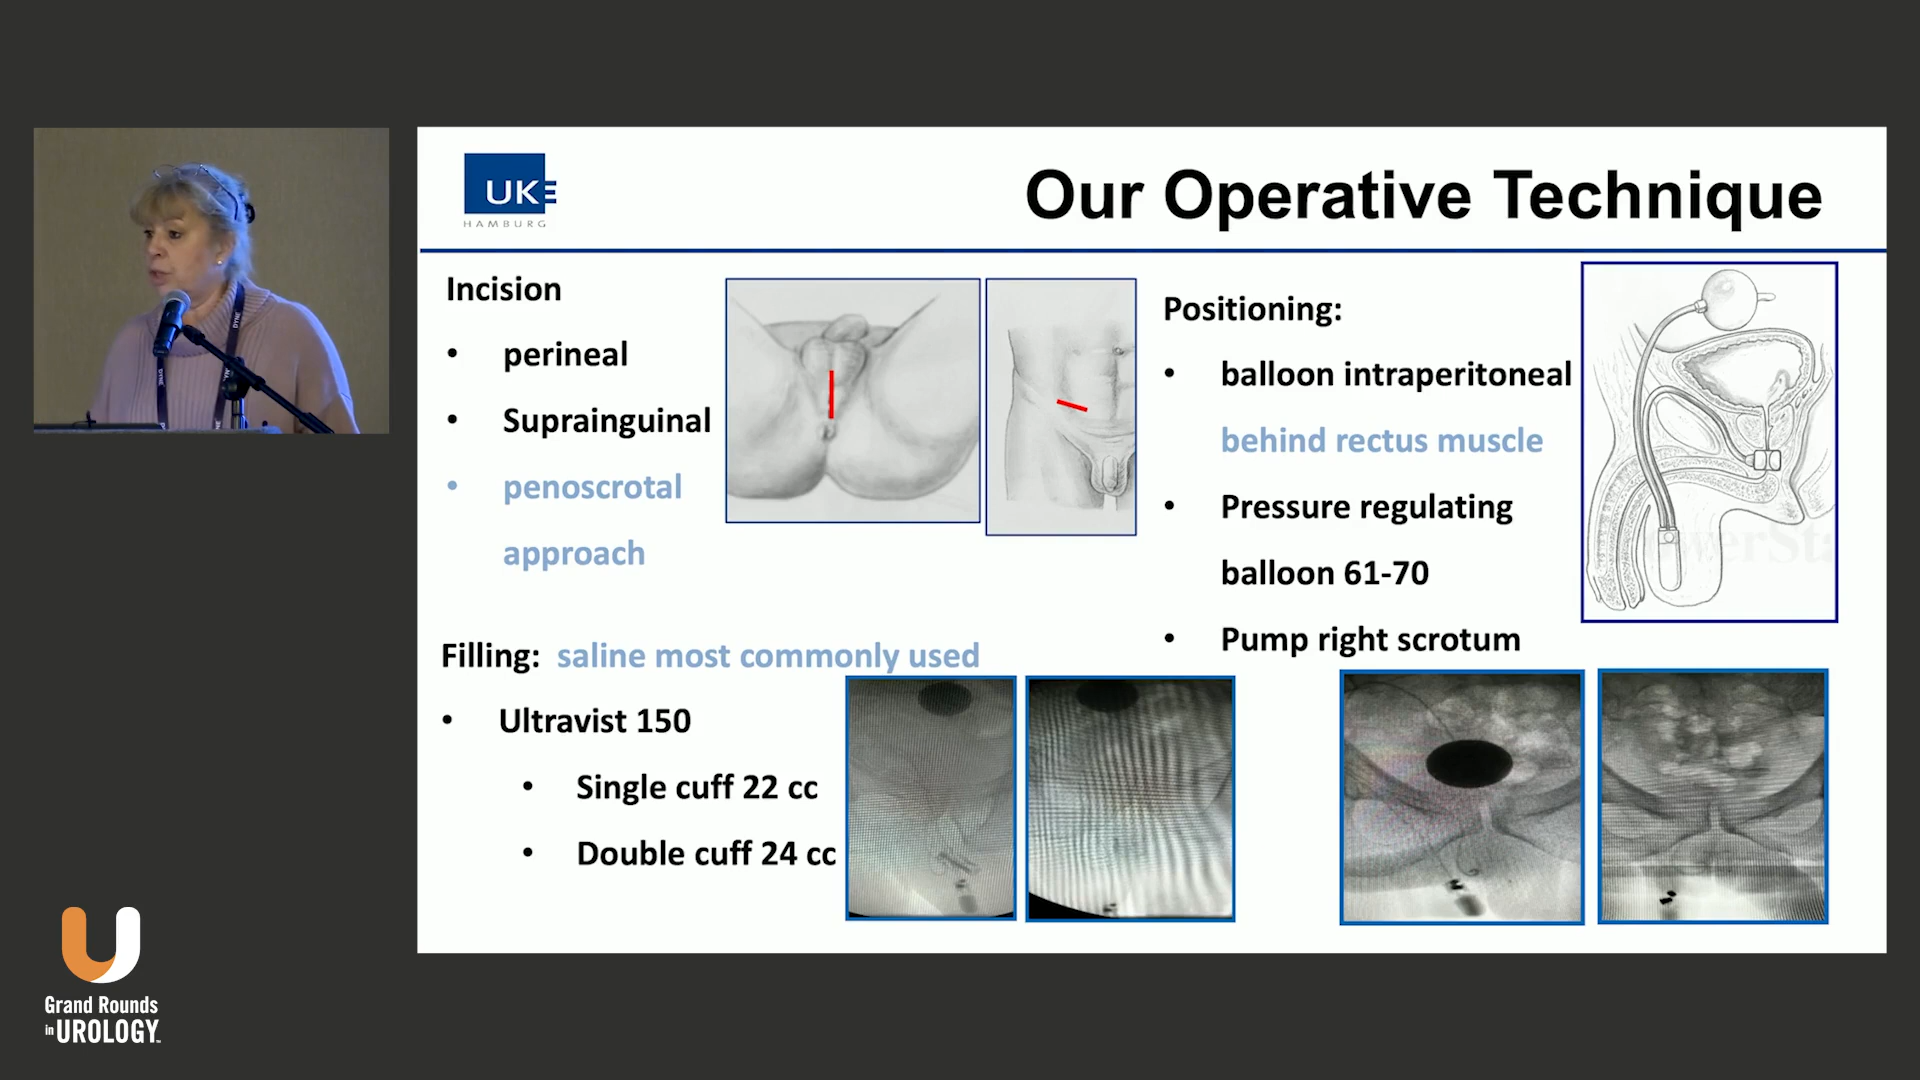 UKE
HAMBURG
Our Operative Technique
Incision
• perineal
• Suprainguinal
• penoscrotal
approach
Filling: saline most commonly used
• Ultravist 150
• Single cuff 22 cc
• Double cuff 24 cc
Positioning:
• balloon intraperitoneal
behind rectus muscle
• Pressure regulating
balloon 61-70
• Pump right scrotum
Grand Rounds
in UROLOGY™